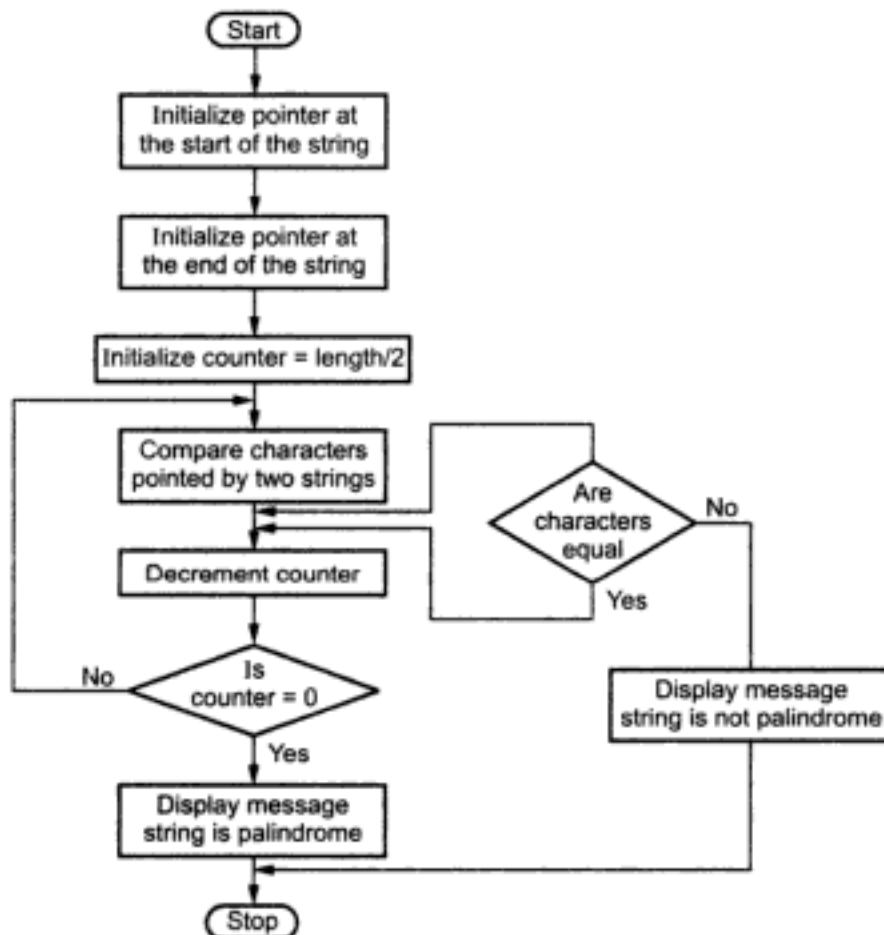 Start
Initialize pointer at
the start of the string
Initialize pointer at
the end of the string
Initialize counter = length/2
Compare characters
pointed by two strings
Are
characters
equal
No
Yes
Decrement counter
Is
counter = 0
No
Yes
Display message
string is not palindrome
Display message
string is palindrome
Stop